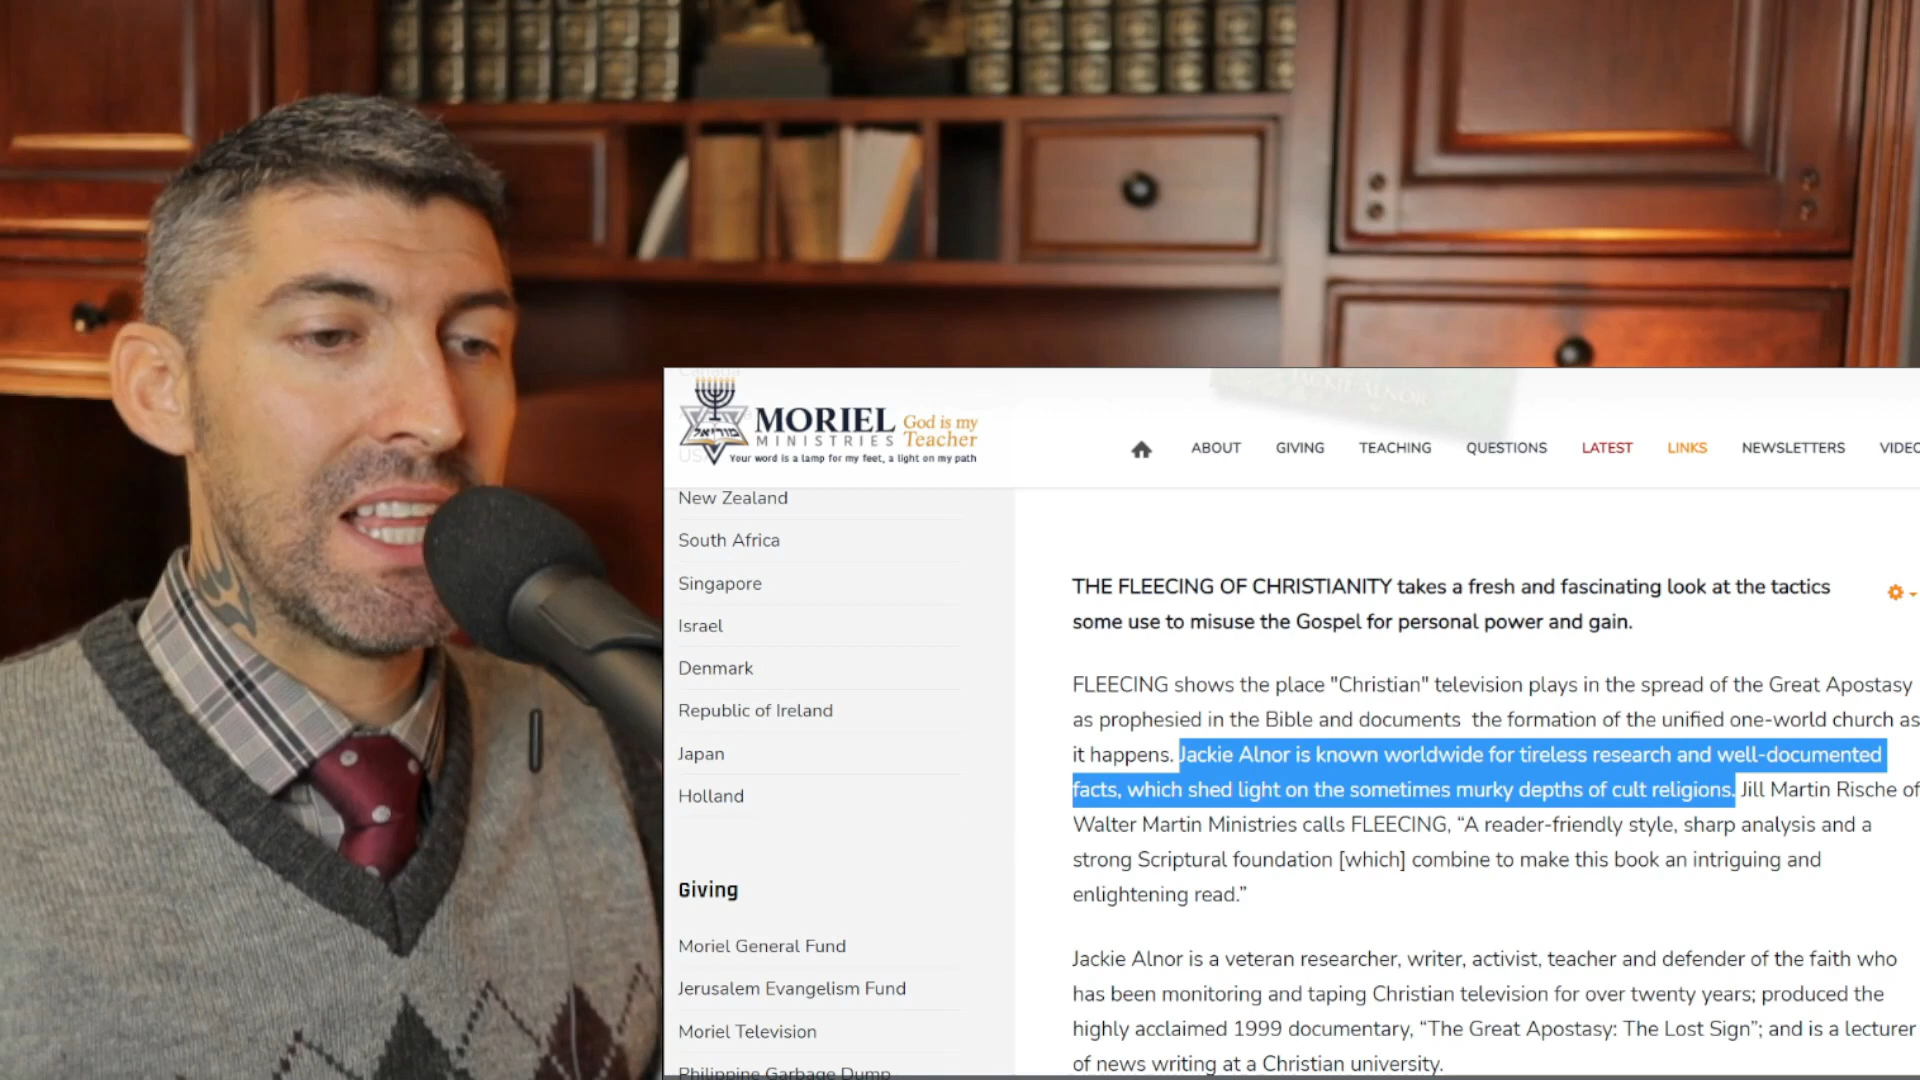 JACKIE ALNOR
Canada
מוריאל
MORIEL
MINISTRIES
God is my
Teacher
Your word is a lamp for my feet, a light on my path
ABOUT
GIVING
TEACHING
QUESTIONS
LATEST
LINKS
NEWSLETTERS
VIDEO
New Zealand
South Africa
Singapore
Israel
Denmark
Republic of Ireland
Japan
Holland
Giving
Moriel General Fund
Jerusalem Evangelism Fund
Moriel Television
Philippine Garbage Dump
THE FLEECING OF CHRISTIANITY takes a fresh and fascinating look at the tactics
some use to misuse the Gospel for personal power and gain.
FLEECING shows the place "Christian" television plays in the spread of the Great Apostasy
as prophesied in the Bible and documents the formation of the unified one-world church as
it happens. Jackie Alnor is known worldwide for tireless research and well-documented
facts, which shed light on the sometimes murky depths of cult religions. Jill Martin Rische of
Walter Martin Ministries calls FLEECING, “A reader-friendly style, sharp analysis and a
strong Scriptural foundation [which] combine to make this book an intriguing and
enlightening read.”
Jackie Alnor is a veteran researcher, writer, activist, teacher and defender of the faith who
has been monitoring and taping Christian television for over twenty years; produced the
highly acclaimed 1999 documentary, “The Great Apostasy: The Lost Sign”; and is a lecturer
of news writing at a Christian university.